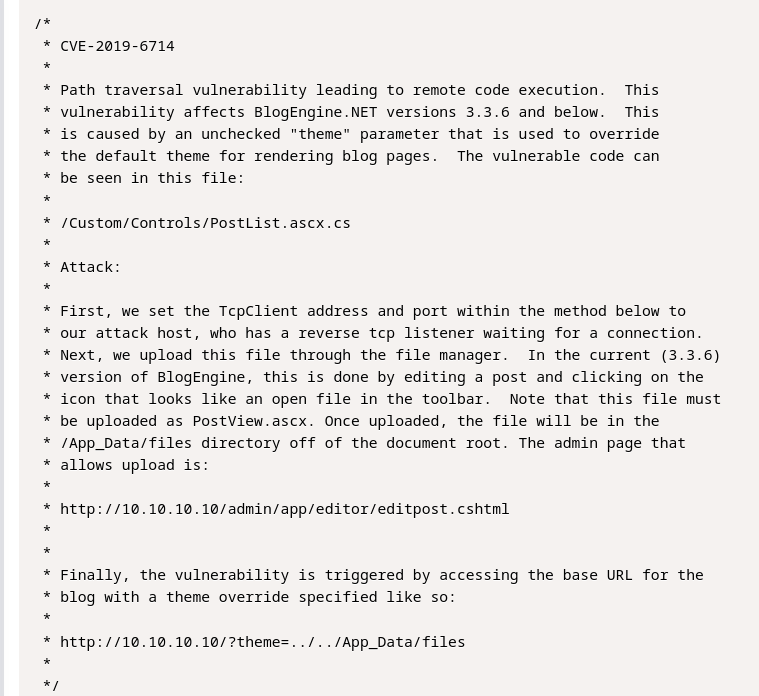 /*
 * CVE-2019-6714
 *
 * Path traversal vulnerability leading to remote code execution.  This
 * vulnerability affects BlogEngine.NET versions 3.3.6 and below.  This
 * is caused by an unchecked "theme" parameter that is used to override
 * the default theme for rendering blog pages.  The vulnerable code can
 * be seen in this file:
 *
 * /Custom/Controls/PostList.ascx.cs
 *
 * Attack:
 *
 * First, we set the TcpClient address and port within the method below to
 * our attack host, who has a reverse tcp listener waiting for a connection.
 * Next, we upload this file through the file manager.  In the current (3.3.6)
 * version of BlogEngine, this is done by editing a post and clicking on the
 * icon that looks like an open file in the toolbar.  Note that this file must
 * be uploaded as PostView.ascx. Once uploaded, the file will be in the
 * /App_Data/files directory off of the document root. The admin page that
 * allows upload is:
 *
 * http://10.10.10.10/admin/app/editor/editpost.cshtml
 *
 *
 * Finally, the vulnerability is triggered by accessing the base URL for the
 * blog with a theme override specified like so:
 *
 * http://10.10.10.10/?theme=../../App_Data/files
 *
 */